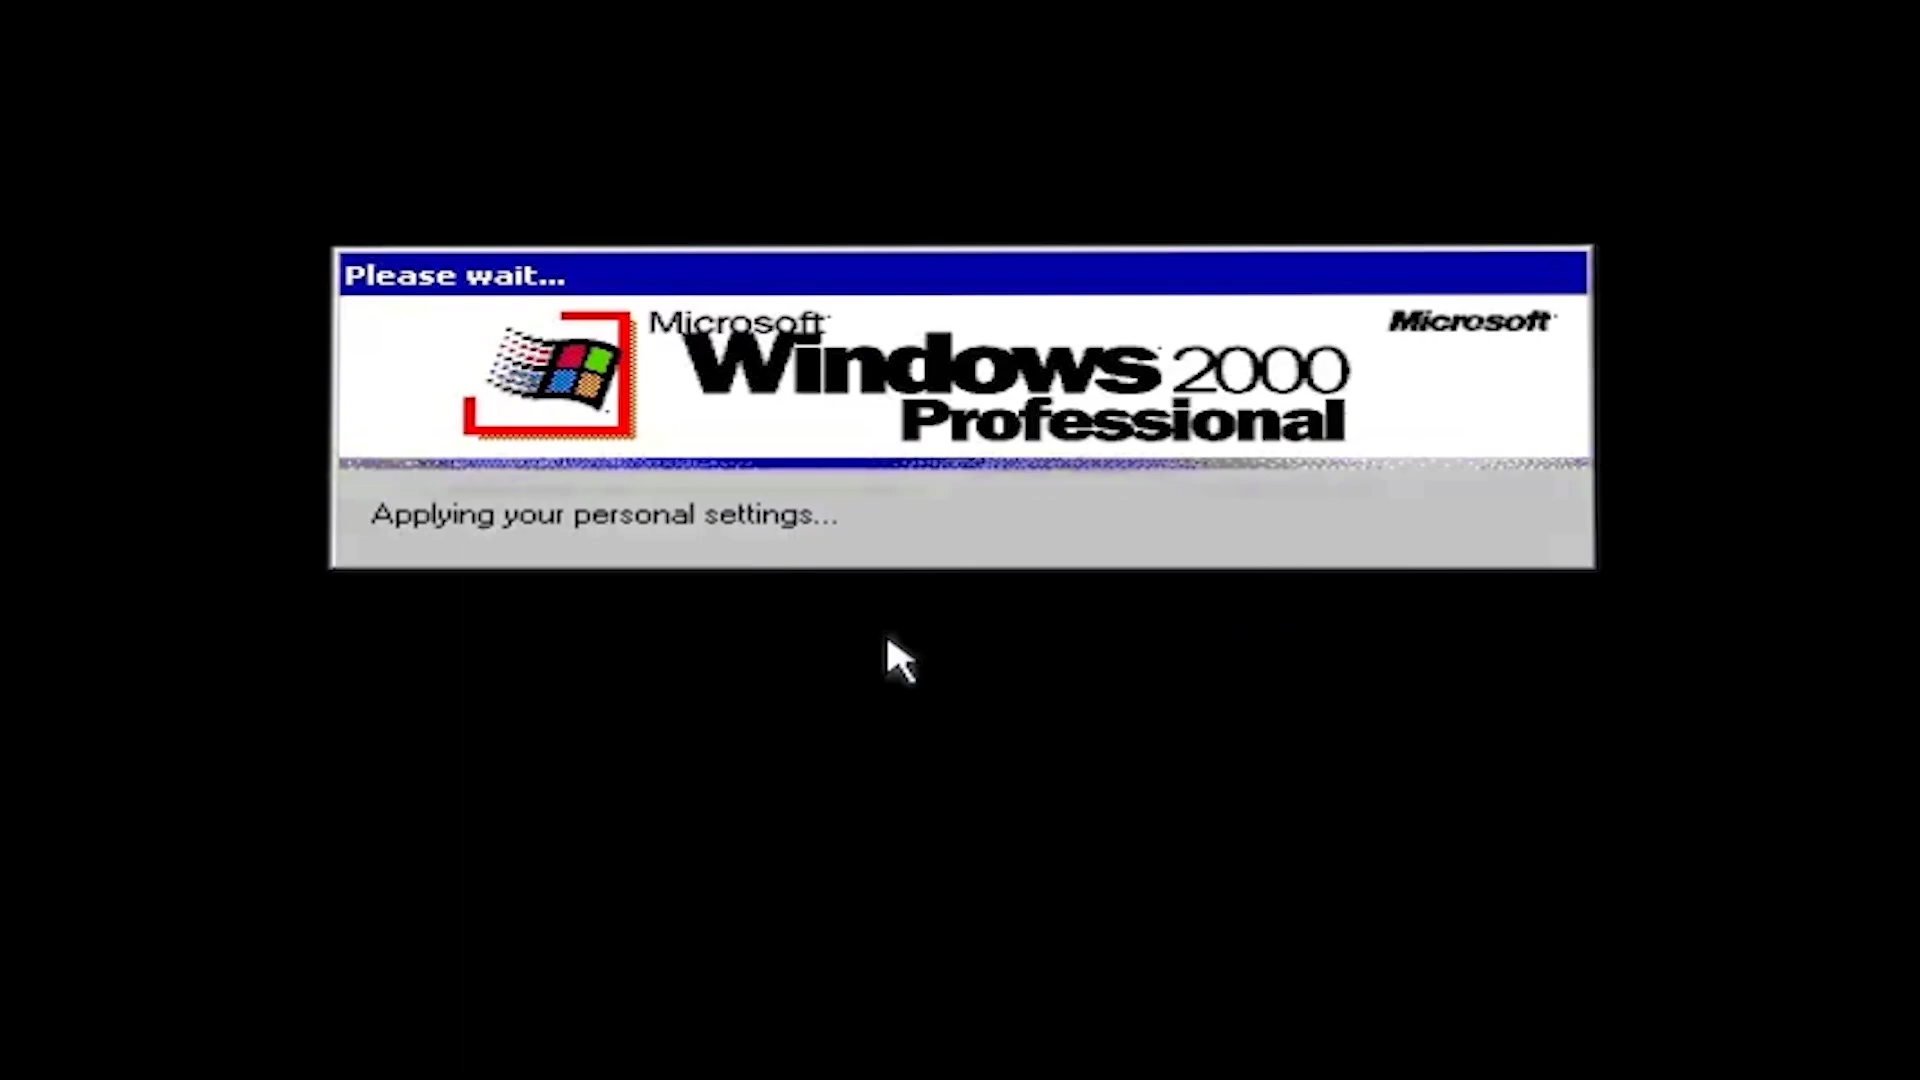 Please wait...
Microsoft
Microsoft
Windows 2000
Professional
Applying your personal settings...